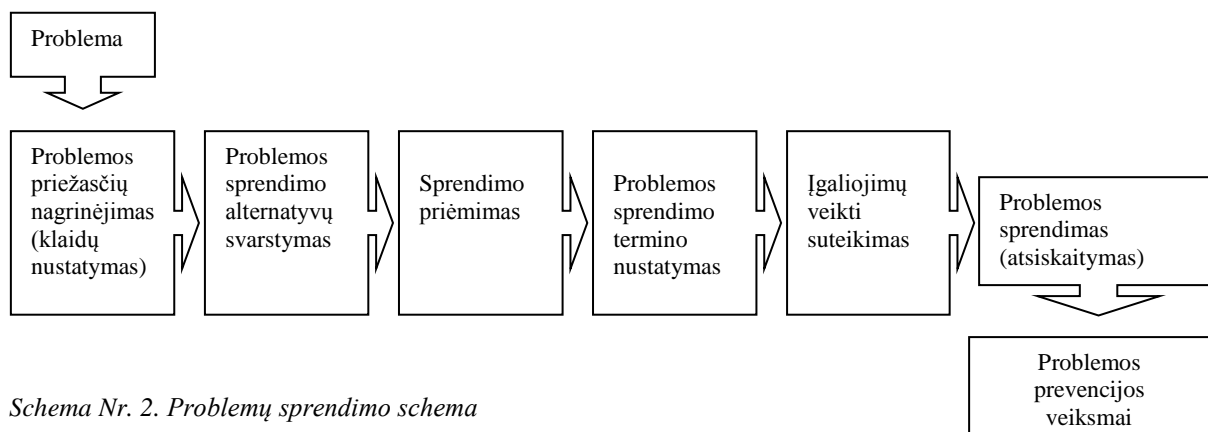 Problema
Problemos
priežasčių
nagrinėjimas
(klaidų
nustatymas)
Problemos
sprendimo
alternatyvų
svarstymas
Sprendimo
priėmimas
Problemos
sprendimo
termino
nustatymas
Įgaliojimų
veikti
suteikimas
Problemos
sprendimas
(atsiskaitymas)
Problemos
prevencijos
veiksmai
Schema Nr. 2. Problemų sprendimo schema